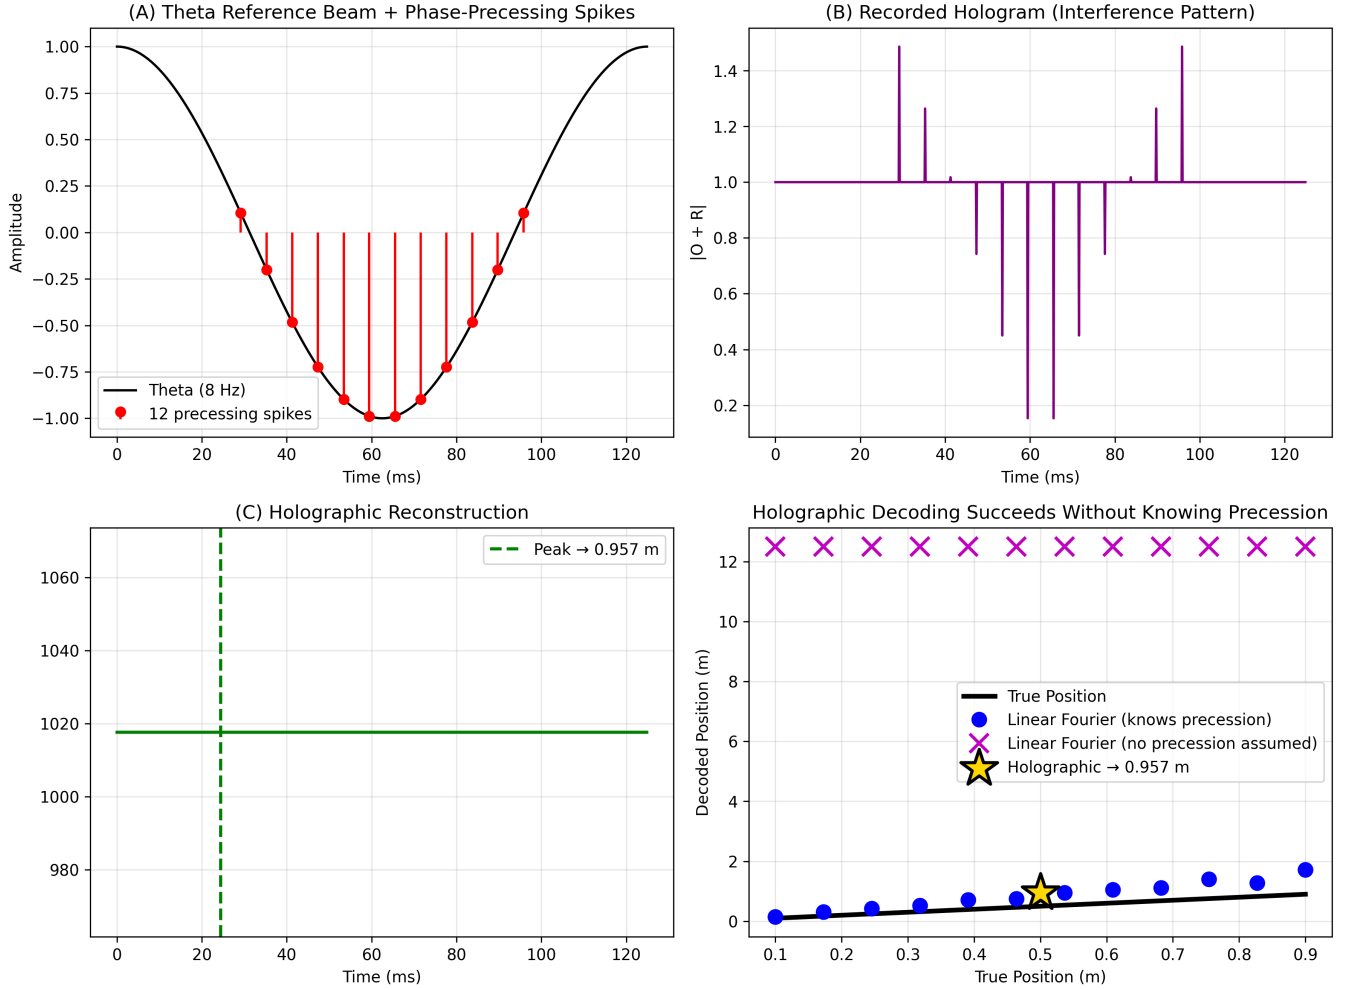 (A) Theta Reference Beam + Phase-Precessing Spikes
1.00
0.75
0.50
0.25
0.00
−0.25
−0.50
−0.75
−1.00
Amplitude
Theta (8 Hz)
12 precessing spikes
0 20 40 60 80 100 120
Time (ms)
(B) Recorded Hologram (Interference Pattern)
1.4
1.2
1.0
0.8
0.6
0.4
0.2
|O + R|
0 20 40 60 80 100 120
Time (ms)
(C) Holographic Reconstruction
Peak → 0.957 m
1060
1040
1020
1000
980
0 20 40 60 80 100 120
Time (ms)
Holographic Decoding Succeeds Without Knowing Precession
12
10
8
6
4
2
0
Decoded Position (m)
True Position
Linear Fourier (knows precession)
Linear Fourier (no precession assumed)
Holographic → 0.957 m
0.1 0.2 0.3 0.4 0.5 0.6 0.7 0.8 0.9
True Position (m)